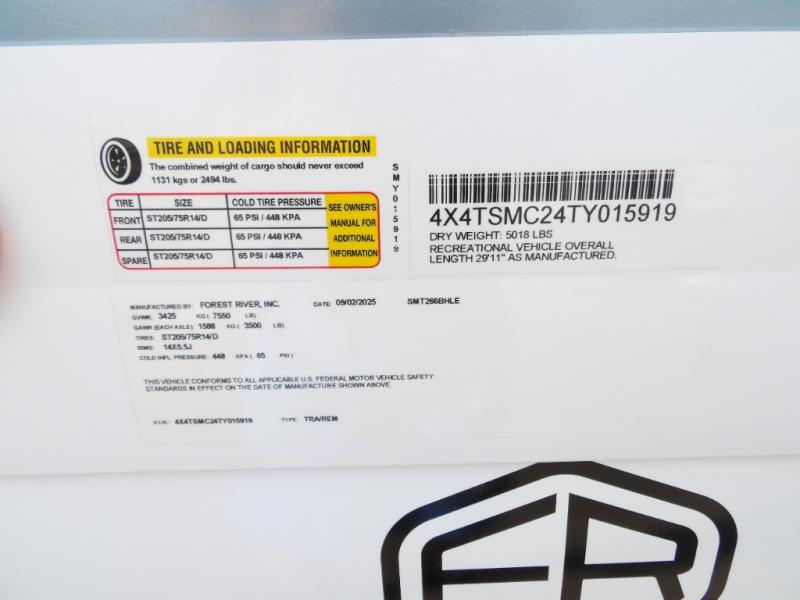 TIRE AND LOADING INFORMATION
The combined weight of cargo should never exceed
1131 kgs or 2494 lbs.
TIRE SIZE COLD TIRE PRESSURE
FRONT ST205/75R14/D 65 PSI / 448 KPA
REAR ST205/75R14/D 65 PSI / 448 KPA
SPARE ST205/75R14/D 65 PSI / 448 KPA
SEE OWNER'S
MANUAL FOR
ADDITIONAL
INFORMATION
SMY015919
4X4TSMC24TY015919
DRY WEIGHT: 5018 LBS
RECREATIONAL VEHICLE OVERALL
LENGTH 29'11" AS MANUFACTURED.
MANUFACTURED BY: FOREST RIVER, INC. DATE: 09/02/2025 SMT266BHLE
GVWR: 3425 KG ( 7550 LB)
GAWR (EACH AXLE): 1588 KG ( 3500 LB)
TIRES: ST205/75R14/D
RIMS: 14X5.5J
COLD INFL. PRESSURE: 448 KPA ( 65 PSI )
THIS VEHICLE CONFORMS TO ALL APPLICABLE U.S. FEDERAL MOTOR VEHICLE SAFETY
STANDARDS IN EFFECT ON THE DATE OF MANUFACTURE SHOWN ABOVE.
V.I.N.: 4X4TSMC24TY015919 TYPE: TRA/REM
FR